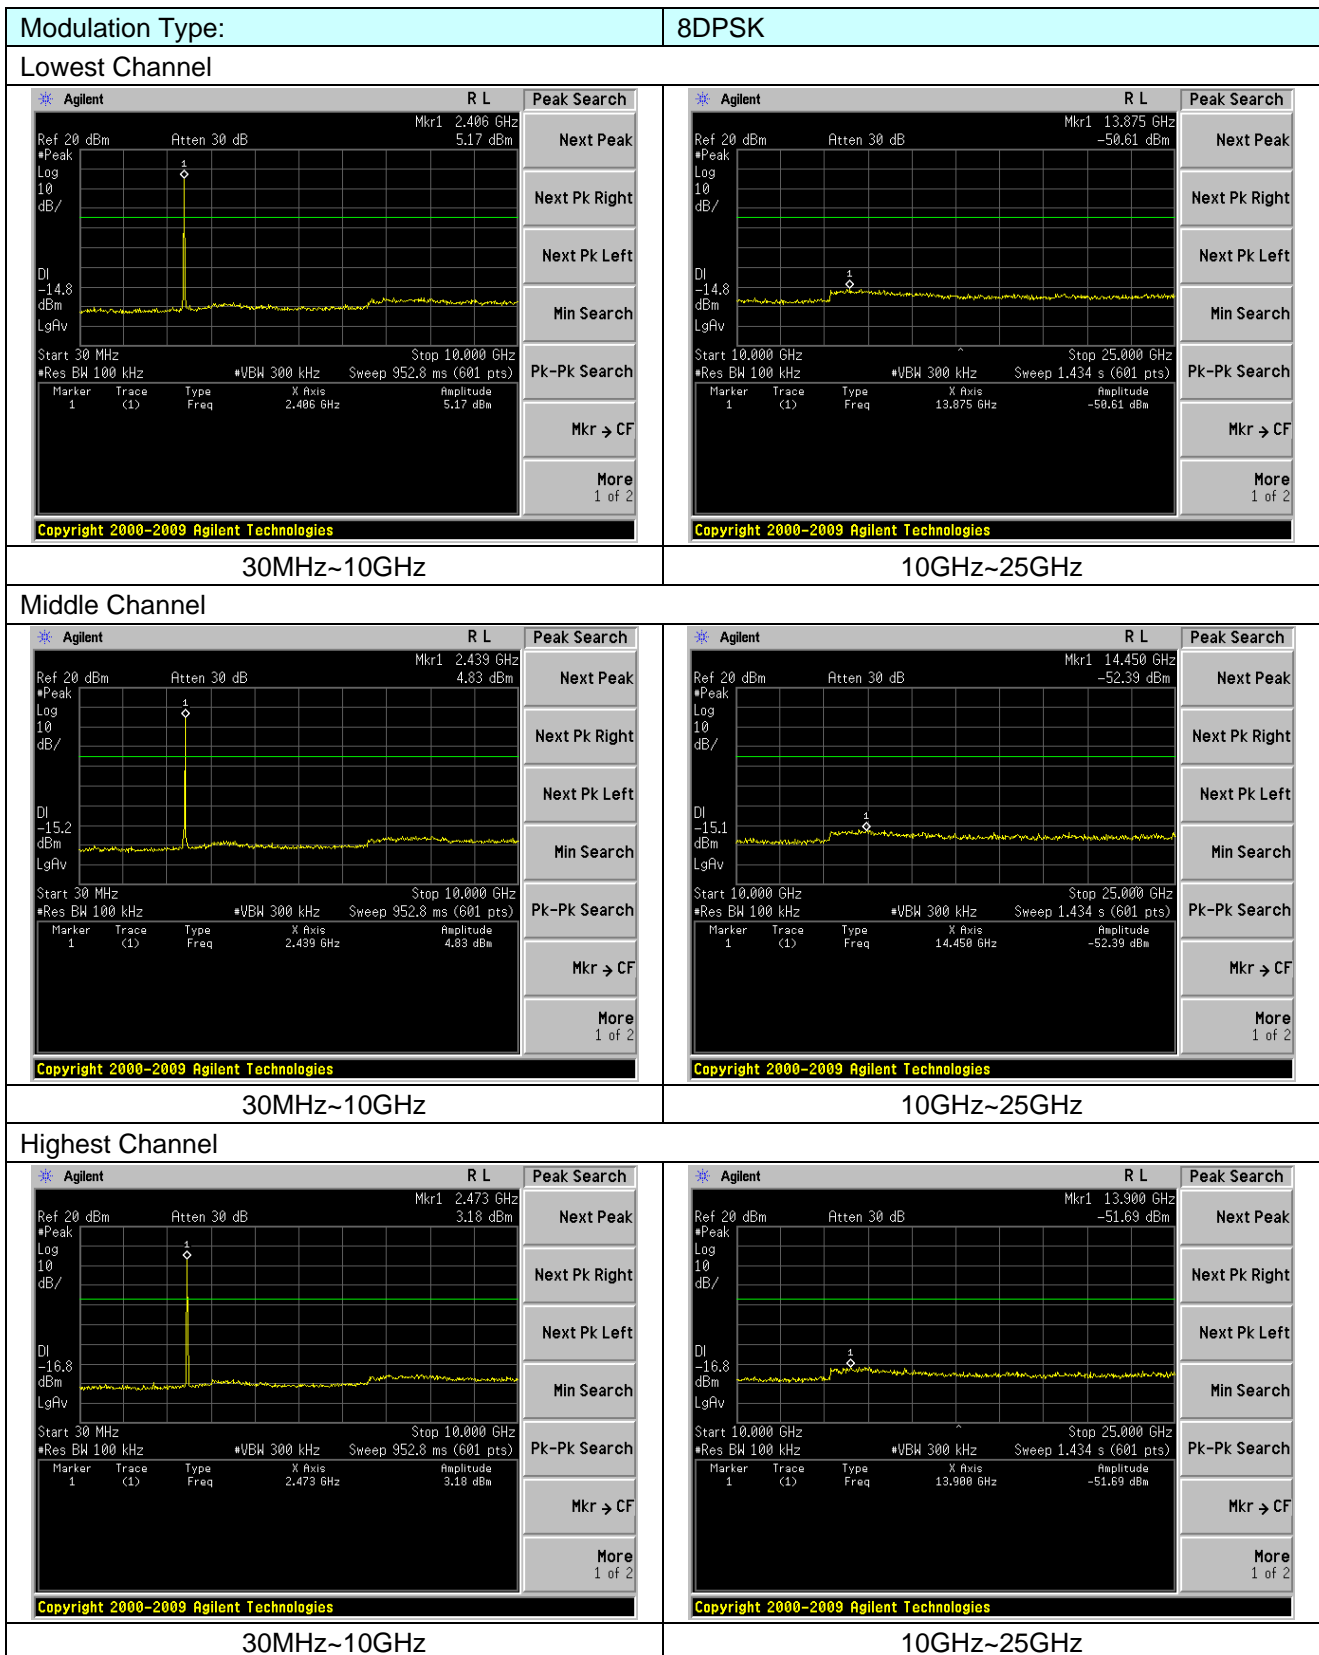 Modulation Type: 8DPSK
Lowest Channel
Agilent R L Peak Search
Mkr1 2.406 GHz
Ref 20 dBm Atten 30 dB 5.17 dBm
#Peak
Log
10
dB/
1
DI
-14.8
dBm
LgAv
Start 30 MHz Stop 10.000 GHz
#Res BW 100 kHz #VBW 300 kHz Sweep 952.8 ms (601 pts)
Marker Trace Type X Axis Amplitude
1 (1) Freq 2.406 GHz 5.17 dBm
Next Peak
Next Pk Right
Next Pk Left
Min Search
Pk-Pk Search
Mkr → CF
More
1 of 2
Copyright 2000-2009 Agilent Technologies
Agilent R L Peak Search
Mkr1 13.875 GHz
Ref 20 dBm Atten 30 dB -50.61 dBm
#Peak
Log
10
dB/
1
DI
-14.8
dBm
LgAv
Start 10.000 GHz Stop 25.000 GHz
#Res BW 100 kHz #VBW 300 kHz Sweep 1.434 s (601 pts)
Marker Trace Type X Axis Amplitude
1 (1) Freq 13.875 GHz -50.61 dBm
Next Peak
Next Pk Right
Next Pk Left
Min Search
Pk-Pk Search
Mkr → CF
More
1 of 2
Copyright 2000-2009 Agilent Technologies
30MHz~10GHz 10GHz~25GHz
Middle Channel
Agilent R L Peak Search
Mkr1 2.439 GHz
Ref 20 dBm Atten 30 dB 4.83 dBm
#Peak
Log
10
dB/
1
DI
-15.2
dBm
LgAv
Start 30 MHz Stop 10.000 GHz
#Res BW 100 kHz #VBW 300 kHz Sweep 952.8 ms (601 pts)
Marker Trace Type X Axis Amplitude
1 (1) Freq 2.439 GHz 4.83 dBm
Next Peak
Next Pk Right
Next Pk Left
Min Search
Pk-Pk Search
Mkr → CF
More
1 of 2
Copyright 2000-2009 Agilent Technologies
Agilent R L Peak Search
Mkr1 14.450 GHz
Ref 20 dBm Atten 30 dB -52.39 dBm
#Peak
Log
10
dB/
1
DI
-15.1
dBm
LgAv
Start 10.000 GHz Stop 25.000 GHz
#Res BW 100 kHz #VBW 300 kHz Sweep 1.434 s (601 pts)
Marker Trace Type X Axis Amplitude
1 (1) Freq 14.450 GHz -52.39 dBm
Next Peak
Next Pk Right
Next Pk Left
Min Search
Pk-Pk Search
Mkr → CF
More
1 of 2
Copyright 2000-2009 Agilent Technologies
30MHz~10GHz 10GHz~25GHz
Highest Channel
Agilent R L Peak Search
Mkr1 2.473 GHz
Ref 20 dBm Atten 30 dB 3.18 dBm
#Peak
Log
10
dB/
1
DI
-16.8
dBm
LgAv
Start 30 MHz Stop 10.000 GHz
#Res BW 100 kHz #VBW 300 kHz Sweep 952.8 ms (601 pts)
Marker Trace Type X Axis Amplitude
1 (1) Freq 2.473 GHz 3.18 dBm
Next Peak
Next Pk Right
Next Pk Left
Min Search
Pk-Pk Search
Mkr → CF
More
1 of 2
Copyright 2000-2009 Agilent Technologies
Agilent R L Peak Search
Mkr1 13.900 GHz
Ref 20 dBm Atten 30 dB -51.69 dBm
#Peak
Log
10
dB/
1
DI
-16.8
dBm
LgAv
Start 10.000 GHz Stop 25.000 GHz
#Res BW 100 kHz #VBW 300 kHz Sweep 1.434 s (601 pts)
Marker Trace Type X Axis Amplitude
1 (1) Freq 13.900 GHz -51.69 dBm
Next Peak
Next Pk Right
Next Pk Left
Min Search
Pk-Pk Search
Mkr → CF
More
1 of 2
Copyright 2000-2009 Agilent Technologies
30MHz~10GHz 10GHz~25GHz